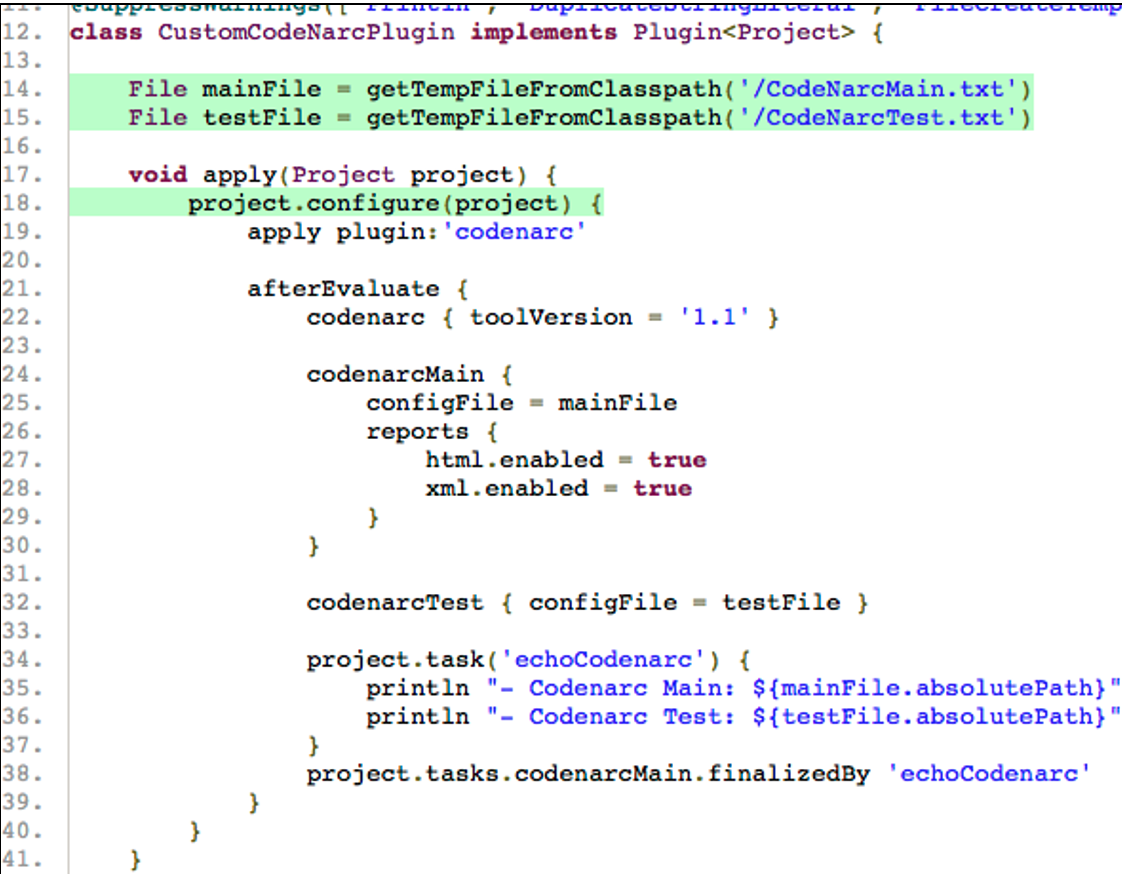 12. class CustomCodeNarcPlugin implements Plugin<Project> {
13.
14.     File mainFile = getTempFileFromClasspath('/CodeNarcMain.txt')
15.     File testFile = getTempFileFromClasspath('/CodeNarcTest.txt')
16.
17.     void apply(Project project) {
18.         project.configure(project) {
19.             apply plugin:'codenarc'
20.
21.             afterEvaluate {
22.                 codenarc { toolVersion = '1.1' }
23.
24.                 codenarcMain {
25.                     configFile = mainFile
26.                     reports {
27.                         html.enabled = true
28.                         xml.enabled = true
29.                     }
30.                 }
31.
32.                 codenarcTest { configFile = testFile }
33.
34.                 project.task('echoCodenarc') {
35.                     println "- Codenarc Main: ${mainFile.absolutePath}"
36.                     println "- Codenarc Test: ${testFile.absolutePath}"
37.                 }
38.                 project.tasks.codenarcMain.finalizedBy 'echoCodenarc'
39.             }
40.         }
41.     }